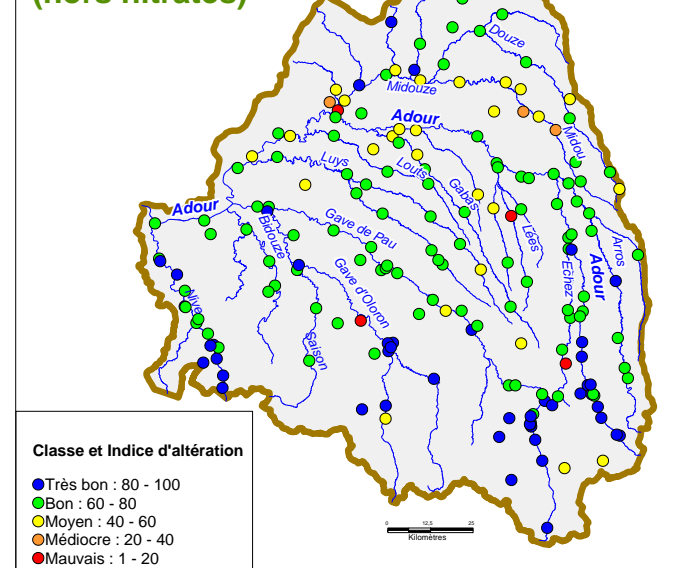 (hors nitrates)
Douze
Midouze
Adour
Midou
Luys
Louts
Gabas
Adour
Bidouze
Gave de Pau
Lées
Echez
Adour
Arros
Gave d'Oloron
Nive
Saison
Classe et Indice d'altération
Très bon : 80 - 100
Bon : 60 - 80
Moyen : 40 - 60
Médiocre : 20 - 40
Mauvais : 1 - 20
0 12,5 25
Kilomètres